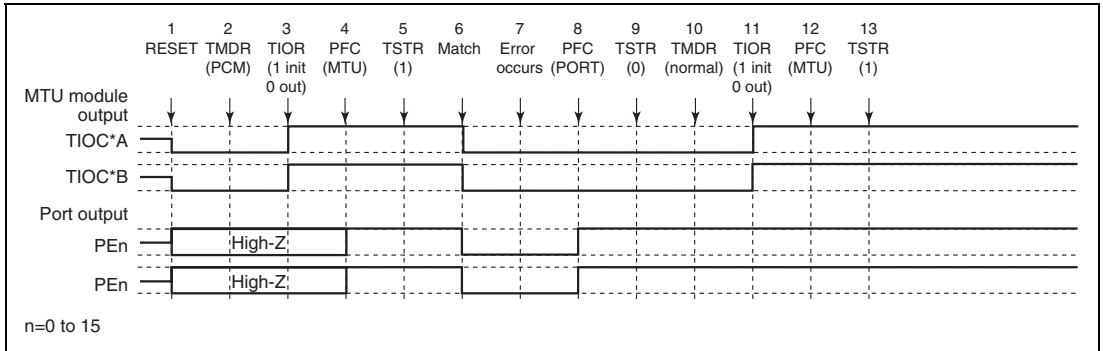 1 2 3 4 5 6 7 8 9 10 11 12 13
RESET TMDR TIOR PFC TSTR Match Error PFC TSTR TMDR TIOR PFC TSTR
(PCM) (1 init (MTU) (1) occurs (PORT) (0) (normal) (1 init (MTU) (1)
0 out) 0 out)
MTU module
output
TIOC*A
TIOC*B
Port output
PEn High-Z
PEn High-Z
n=0 to 15